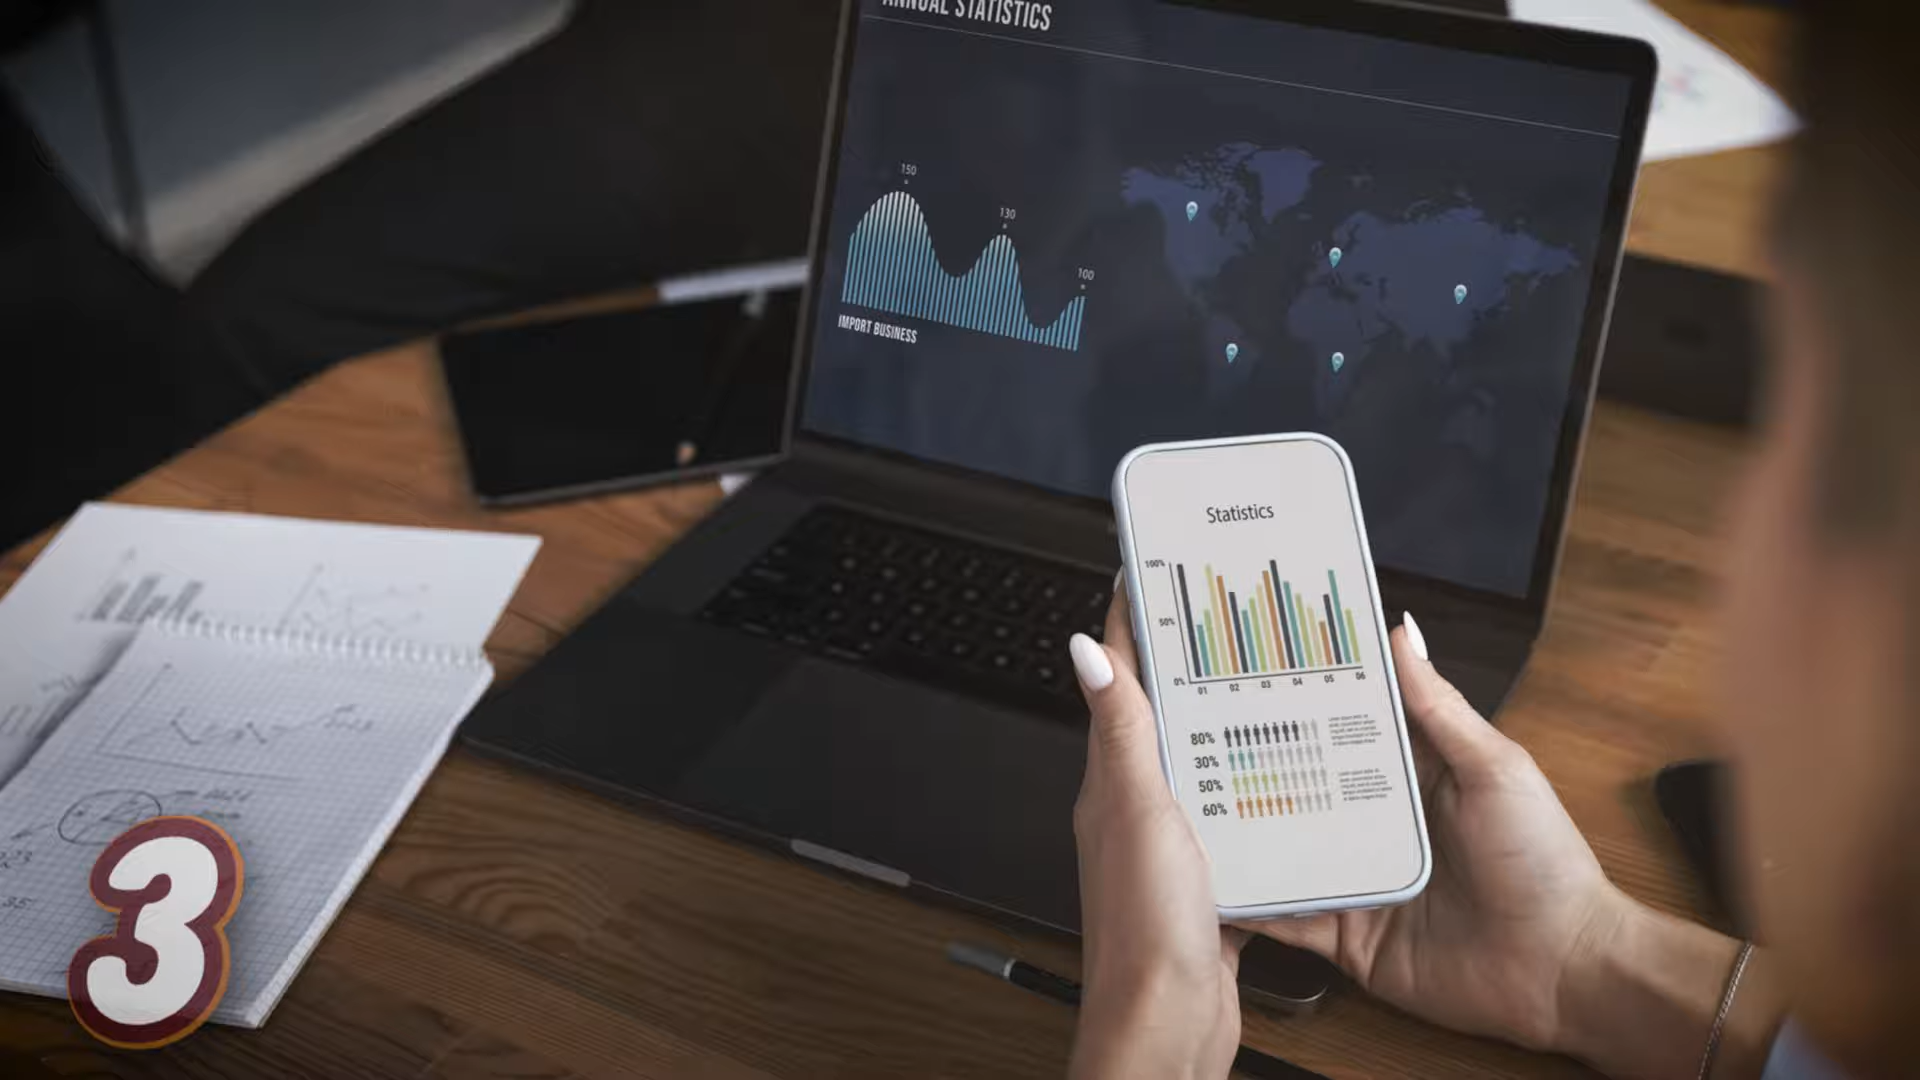 ANNUAL STATISTICS
150
130
100
IMPORT BUSINESS
Statistics
100%
50%
0%
01 02 03 04 05 06
80%
30%
50%
60%
3